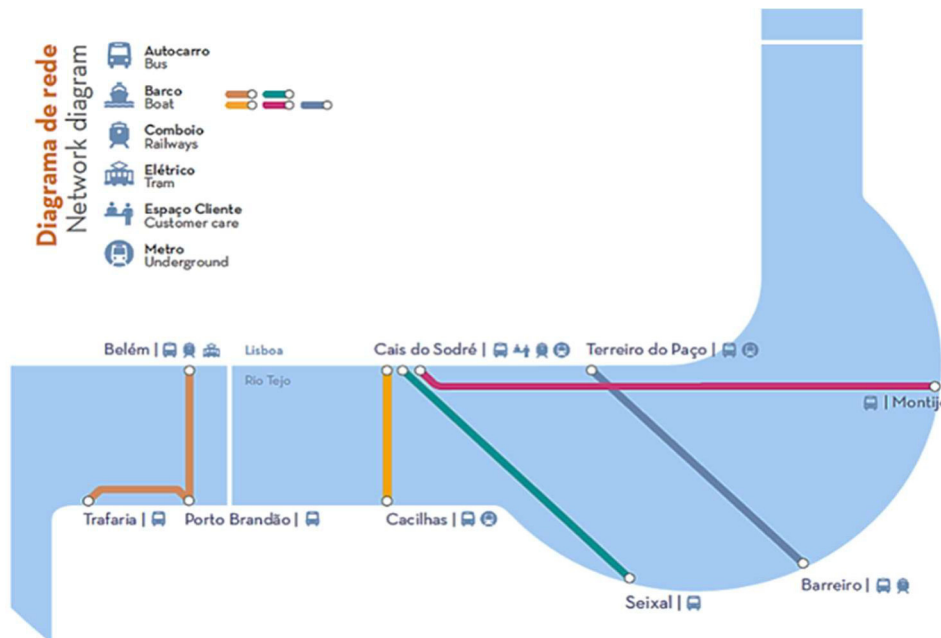 Diagrama de rede
Network diagram
Autocarro
Bus
Barco
Boat
Comboio
Railways
Elétrico
Tram
Espaço Cliente
Customer care
Metro
Underground
Belém |
Lisboa
Cais do Sodré |
Terreiro do Paço |
Rio Tejo
| Montijo
Trafaria |
Porto Brandão |
Cacilhas |
Seixal |
Barreiro |